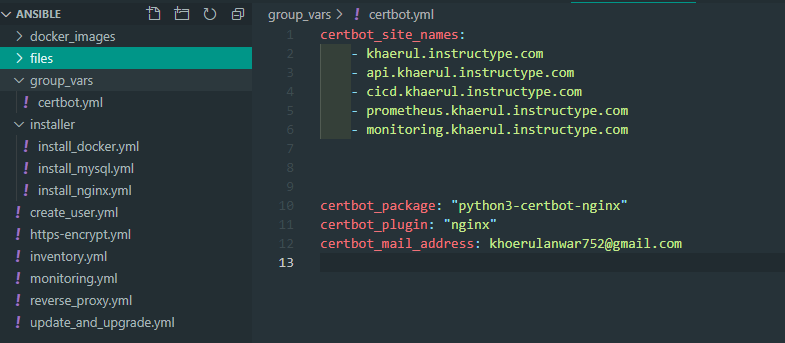 ANSIBLE
docker_images
files
group_vars
! certbot.yml
installer
! install_docker.yml
! install_mysql.yml
! install_nginx.yml
! create_user.yml
! https-encrypt.yml
! inventory.yml
! monitoring.yml
! reverse_proxy.yml
! update_and_upgrade.yml
group_vars > ! certbot.yml
1 certbot_site_names:
2 - khaerul.instructype.com
3 - api.khaerul.instructype.com
4 - cicd.khaerul.instructype.com
5 - prometheus.khaerul.instructype.com
6 - monitoring.khaerul.instructype.com
7
8
9
10 certbot_package: "python3-certbot-nginx"
11 certbot_plugin: "nginx"
12 certbot_mail_address: khoerulanwar752@gmail.com
13